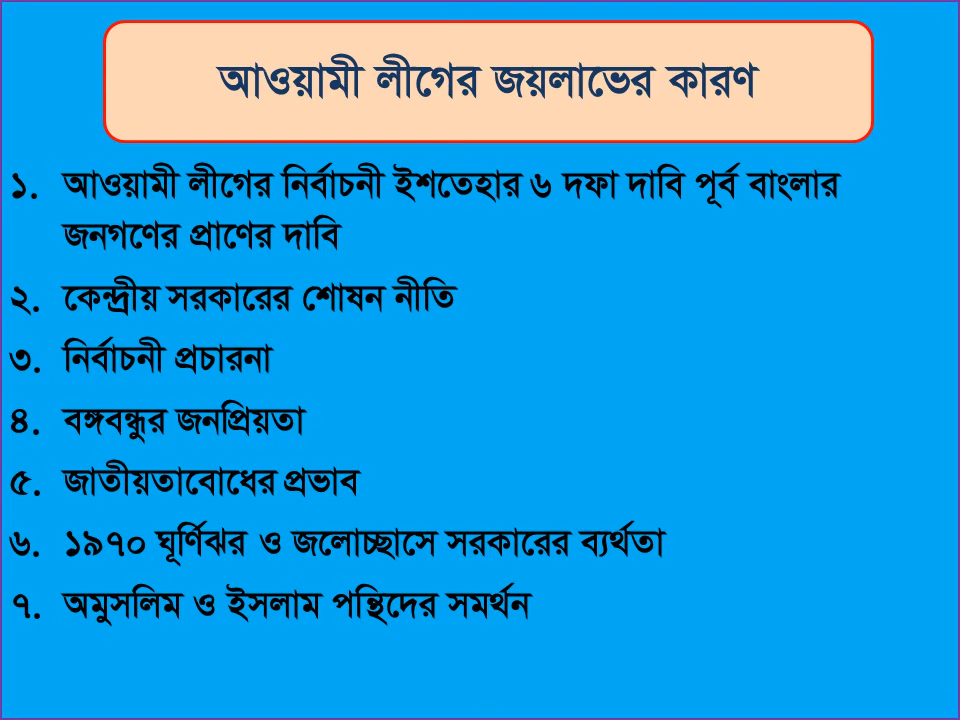 আওয়ামী লীগের জয়লাভের কারণ
১. আওয়ামী লীগের নির্বাচনী ইশতেহার ৬ দফা দাবি পূর্ব বাংলার
জনগণের প্রাণের দাবি
২. কেন্দ্রীয় সরকারের শোষন নীতি
৩. নির্বাচনী প্রচারনা
৪. বঙ্গবন্ধুর জনপ্রিয়তা
৫. জাতীয়তাবোধের প্রভাব
৬. ১৯৭০ ঘূর্ণিঝর ও জলোচ্ছাসে সরকারের ব্যর্থতা
৭. অমুসলিম ও ইসলাম পন্থিদের সমর্থন